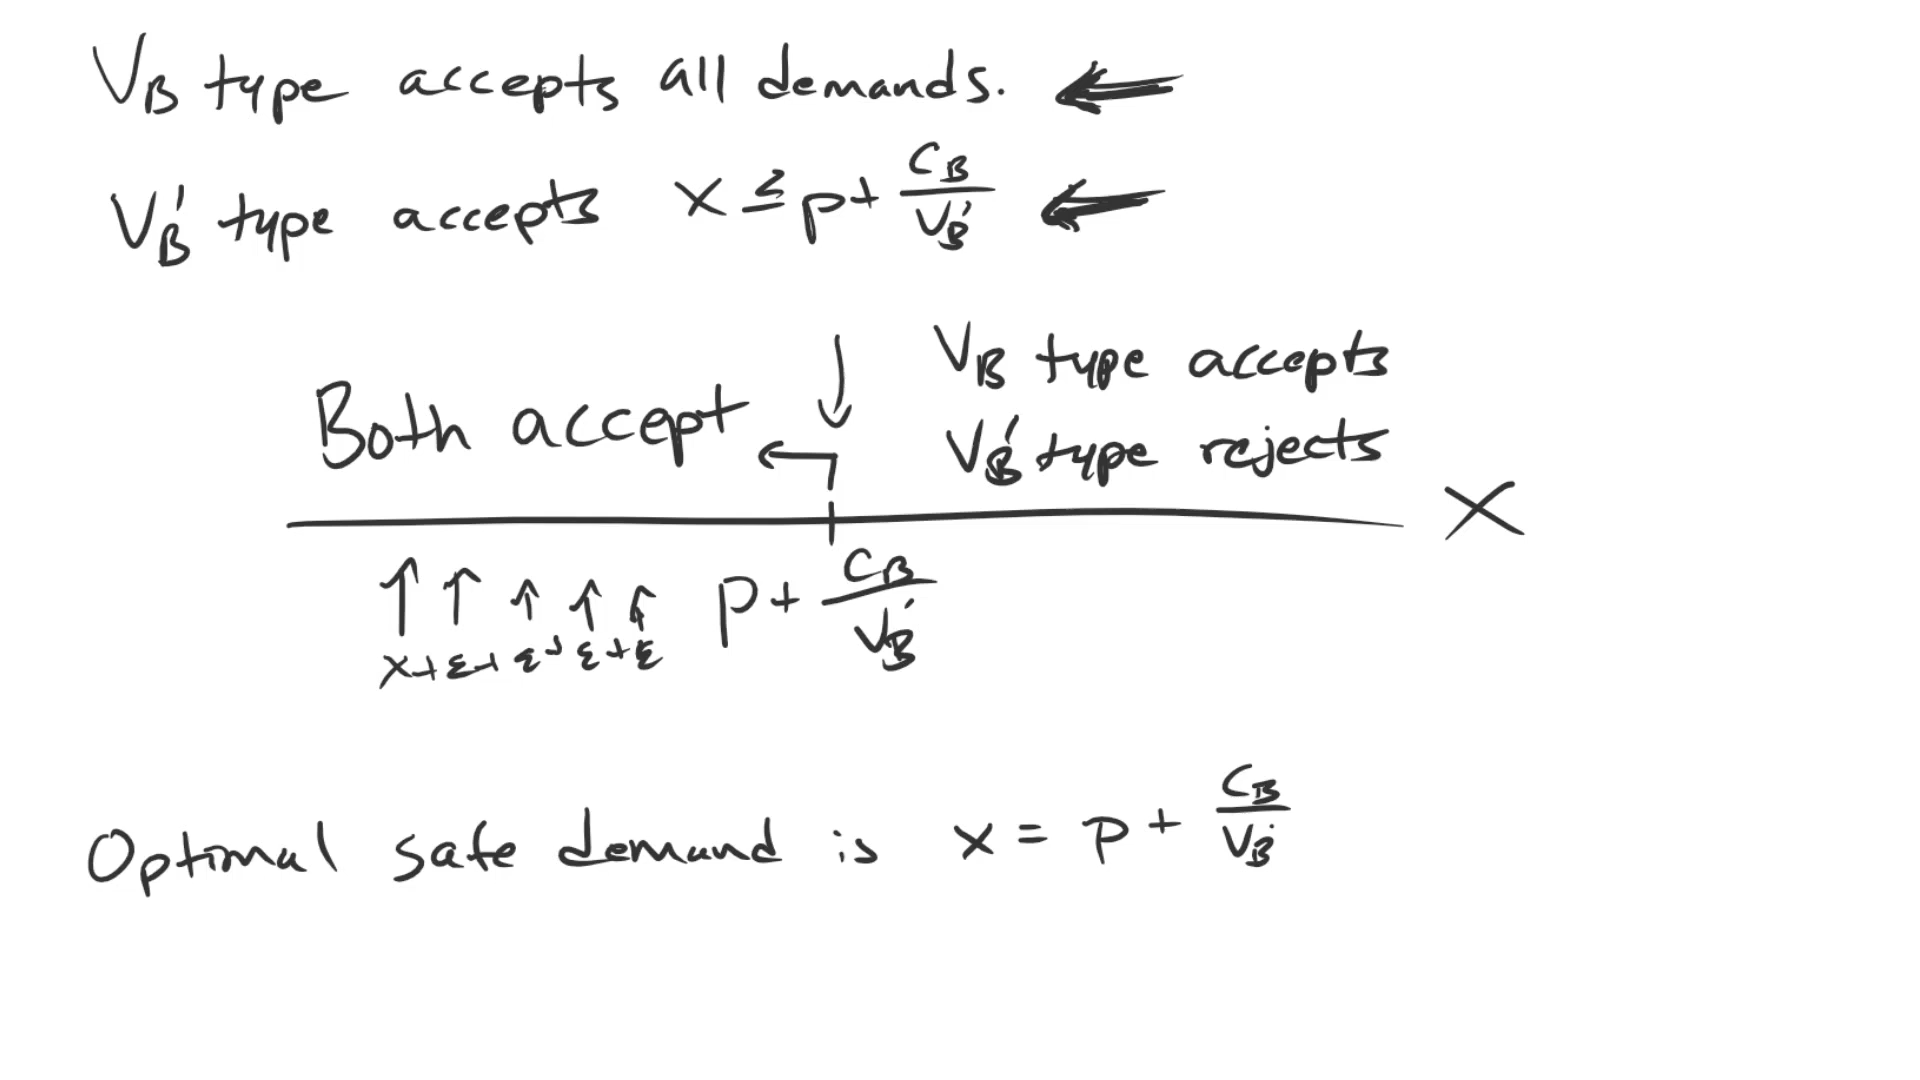 V_B type accepts all demands.
V_B' type accepts x ≤ p + C_B/V_B'
V_B type accepts
Both accept
V_B' type rejects
X
p + C_B/V_B'
x + ε + ε + ε + ε
Optimal safe demand is x = p + C_B/V_B'